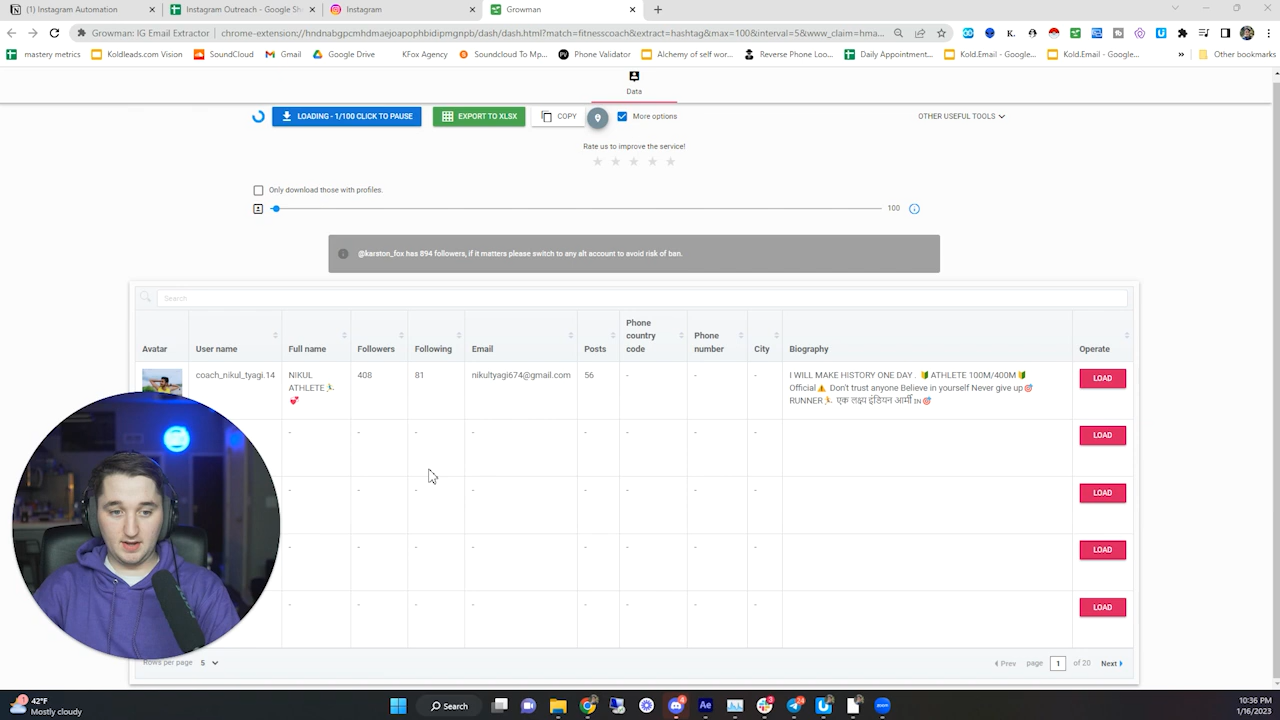 (1) Instagram Automation
Instagram Outreach - Google Sh
Instagram
Growman
Growman: IG Email Extractor | chrome-extension://hndnabgpcmhdmaejoapophbidipmgnpb/dash/dash.html?match=fitnesscoach&extract=hashtag&max=100&interval=5&www_claim=hma...
mastery metrics
Koldleads.com Vision
SoundCloud
Gmail
Google Drive
KFox Agency
Soundcloud To Mp...
Phone Validator
Alchemy of self wor...
Reverse Phone Loo...
Daily Appointment...
Kold.Email - Google...
Kold.Email - Google...
»
Other bookmarks
Data
LOADING - 1/100 CLICK TO PAUSE
EXPORT TO XLSX
COPY
More options
OTHER USEFUL TOOLS
Rate us to improve the service!
Only download those with profiles.
100
@karston_fox has 894 followers, if it matters please switch to any alt account to avoid risk of ban.
Search
Avatar
User name
Full name
Followers
Following
Email
Posts
Phone country code
Phone number
City
Biography
Operate
coach_nikul_tyagi.14
NIKUL ATHLETE🏃💕
408
81
nikultyagi674@gmail.com
56
-
-
-
I WILL MAKE HISTORY ONE DAY . 🔰 ATHLETE 100M/400M🔰
Official⚠️ Don't trust anyone Believe in yourself Never give up🎯
RUNNER🏃 एक लक्ष्य इंडियन आर्मी ɪɴ🎯
LOAD
- - - - - - - -
LOAD
- - - - - - - -
LOAD
- - - - - - - -
LOAD
- - - - - - - -
LOAD
Rows per page 5
Prev page 1 of 20 Next
42°F
Mostly cloudy
Search
10:36 PM
1/16/2023